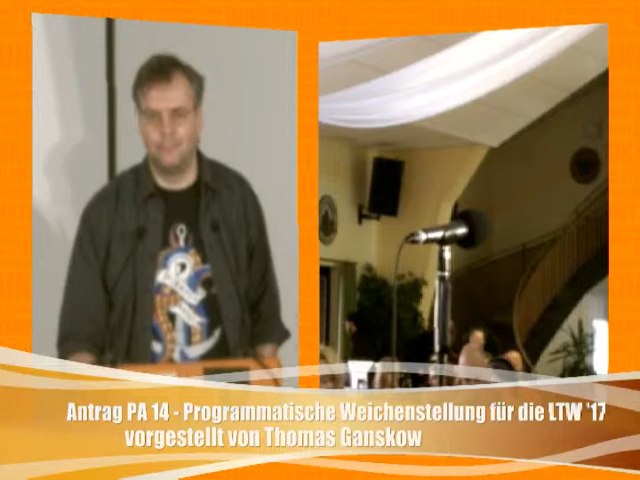 Antrag PA 14 - Programmatische Weichenstellung für die LTW '17
vorgestellt von Thomas Ganskow